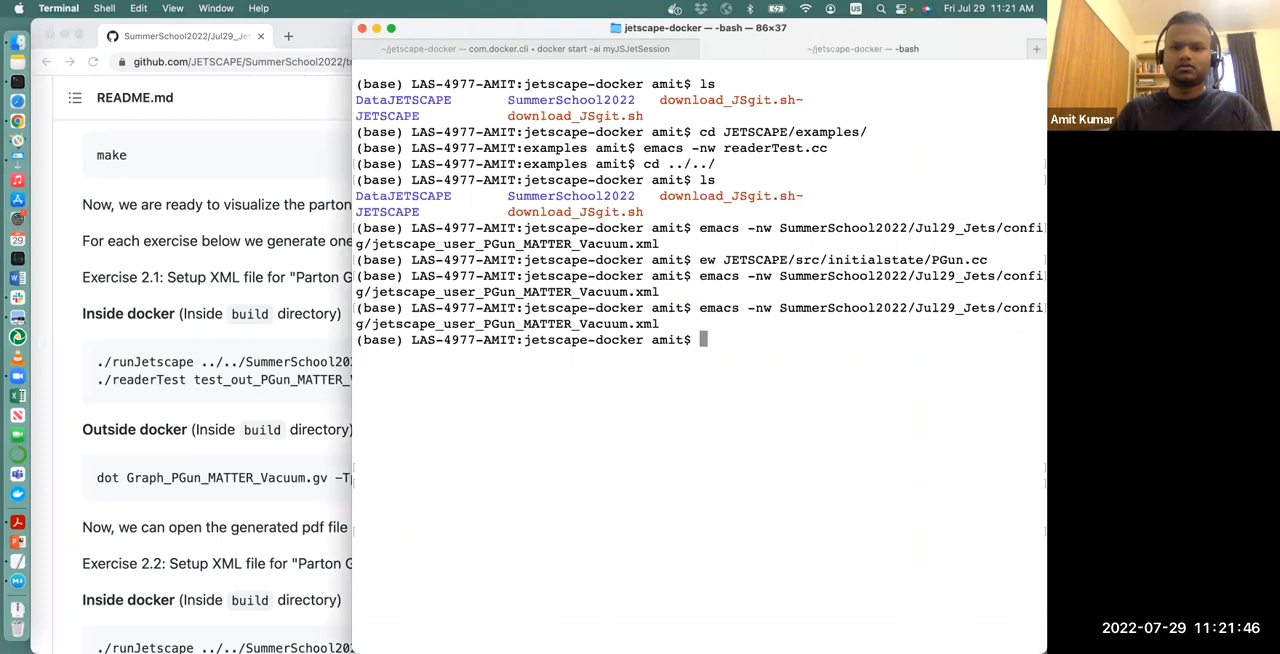 Terminal Shell Edit View Window Help
US
Fri Jul 29 11:21 AM
SummerSchool2022/Jul29_Je
github.com/JETSCAPE/SummerSchool2022/tr
README.md
make
Now, we are ready to visualize the parton
For each exercise below we generate one
Exercise 2.1: Setup XML file for "Parton G
Inside docker (Inside build directory)
./runJetscape ../../SummerSchool20
./readerTest test_out_PGun_MATTER_V
Outside docker (Inside build directory)
dot Graph_PGun_MATTER_Vacuum.gv -Tp
Now, we can open the generated pdf file
Exercise 2.2: Setup XML file for "Parton G
Inside docker (Inside build directory)
./runJetscape ../../SummerSchool20
jetscape-docker — -bash — 86×37
~/jetscape-docker — com.docker.cli • docker start -ai myJSJetSession
~/jetscape-docker — -bash
(base) LAS-4977-AMIT:jetscape-docker amit$ ls
DataJETSCAPE SummerSchool2022 download_JSgit.sh~
JETSCAPE download_JSgit.sh
(base) LAS-4977-AMIT:jetscape-docker amit$ cd JETSCAPE/examples/
(base) LAS-4977-AMIT:examples amit$ emacs -nw readerTest.cc
(base) LAS-4977-AMIT:examples amit$ cd ../../
(base) LAS-4977-AMIT:jetscape-docker amit$ ls
DataJETSCAPE SummerSchool2022 download_JSgit.sh~
JETSCAPE download_JSgit.sh
(base) LAS-4977-AMIT:jetscape-docker amit$ emacs -nw SummerSchool2022/Jul29_Jets/confi
g/jetscape_user_PGun_MATTER_Vacuum.xml
(base) LAS-4977-AMIT:jetscape-docker amit$ ew JETSCAPE/src/initialstate/PGun.cc
(base) LAS-4977-AMIT:jetscape-docker amit$ emacs -nw SummerSchool2022/Jul29_Jets/confi
g/jetscape_user_PGun_MATTER_Vacuum.xml
(base) LAS-4977-AMIT:jetscape-docker amit$ emacs -nw SummerSchool2022/Jul29_Jets/confi
g/jetscape_user_PGun_MATTER_Vacuum.xml
(base) LAS-4977-AMIT:jetscape-docker amit$
Amit Kumar
2022-07-29 11:21:46